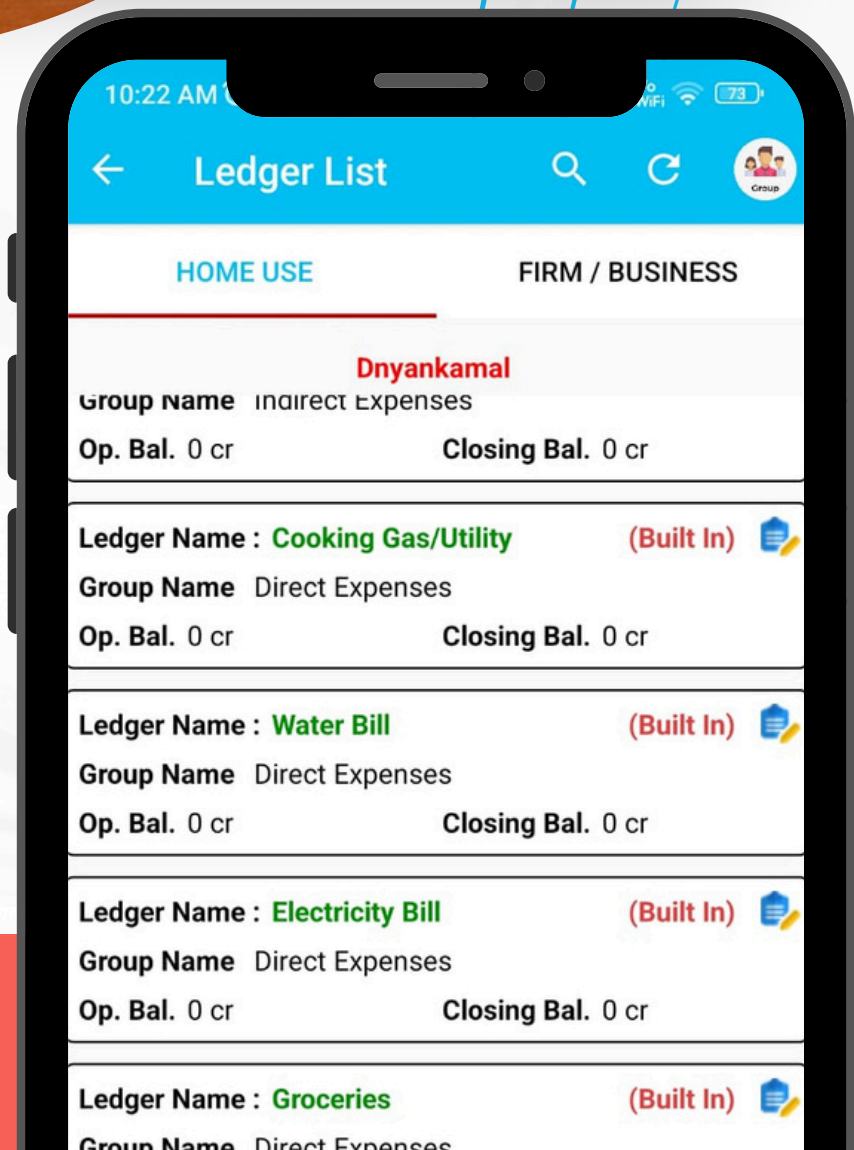 10:22 AM
WiFi 73
Ledger List
Group
HOME USE FIRM / BUSINESS
Dnyankamal
Group Name Indirect Expenses
Op. Bal. 0 cr Closing Bal. 0 cr
Ledger Name : Cooking Gas/Utility (Built In)
Group Name Direct Expenses
Op. Bal. 0 cr Closing Bal. 0 cr
Ledger Name : Water Bill (Built In)
Group Name Direct Expenses
Op. Bal. 0 cr Closing Bal. 0 cr
Ledger Name : Electricity Bill (Built In)
Group Name Direct Expenses
Op. Bal. 0 cr Closing Bal. 0 cr
Ledger Name : Groceries (Built In)
Group Name Direct Expenses